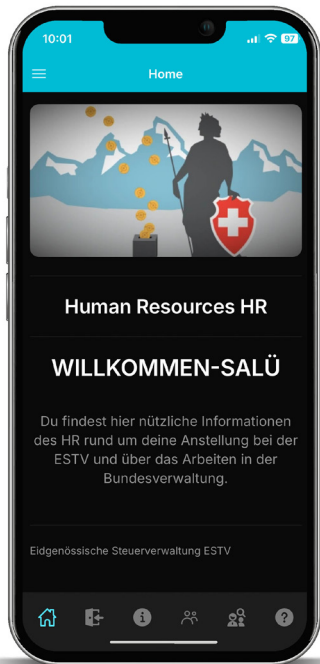 10:01
97
Home
Human Resources HR
WILLKOMMEN-SALÜ
Du findest hier nützliche Informationen
des HR rund um deine Anstellung bei der
ESTV und über das Arbeiten in der
Bundesverwaltung.
Eidgenössische Steuerverwaltung ESTV